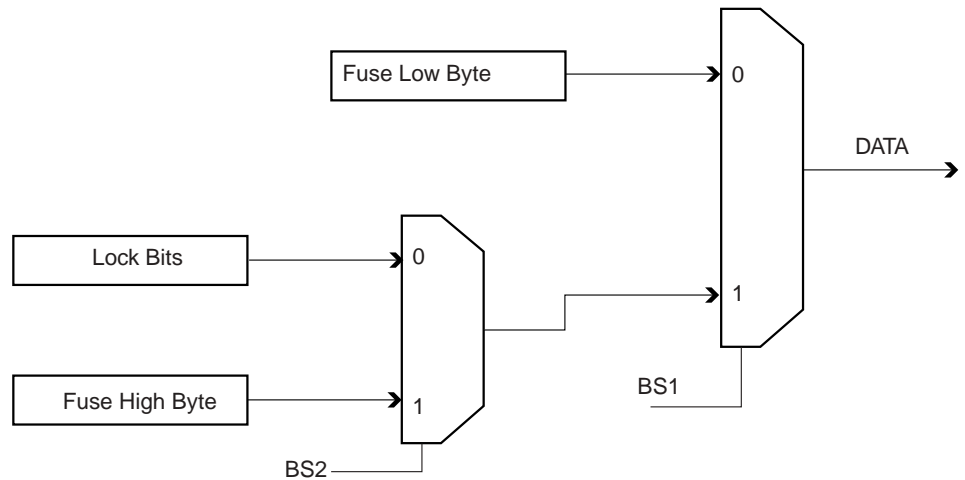 Fuse Low Byte
0
DATA
Lock Bits
0
1
BS1
Fuse High Byte
1
BS2